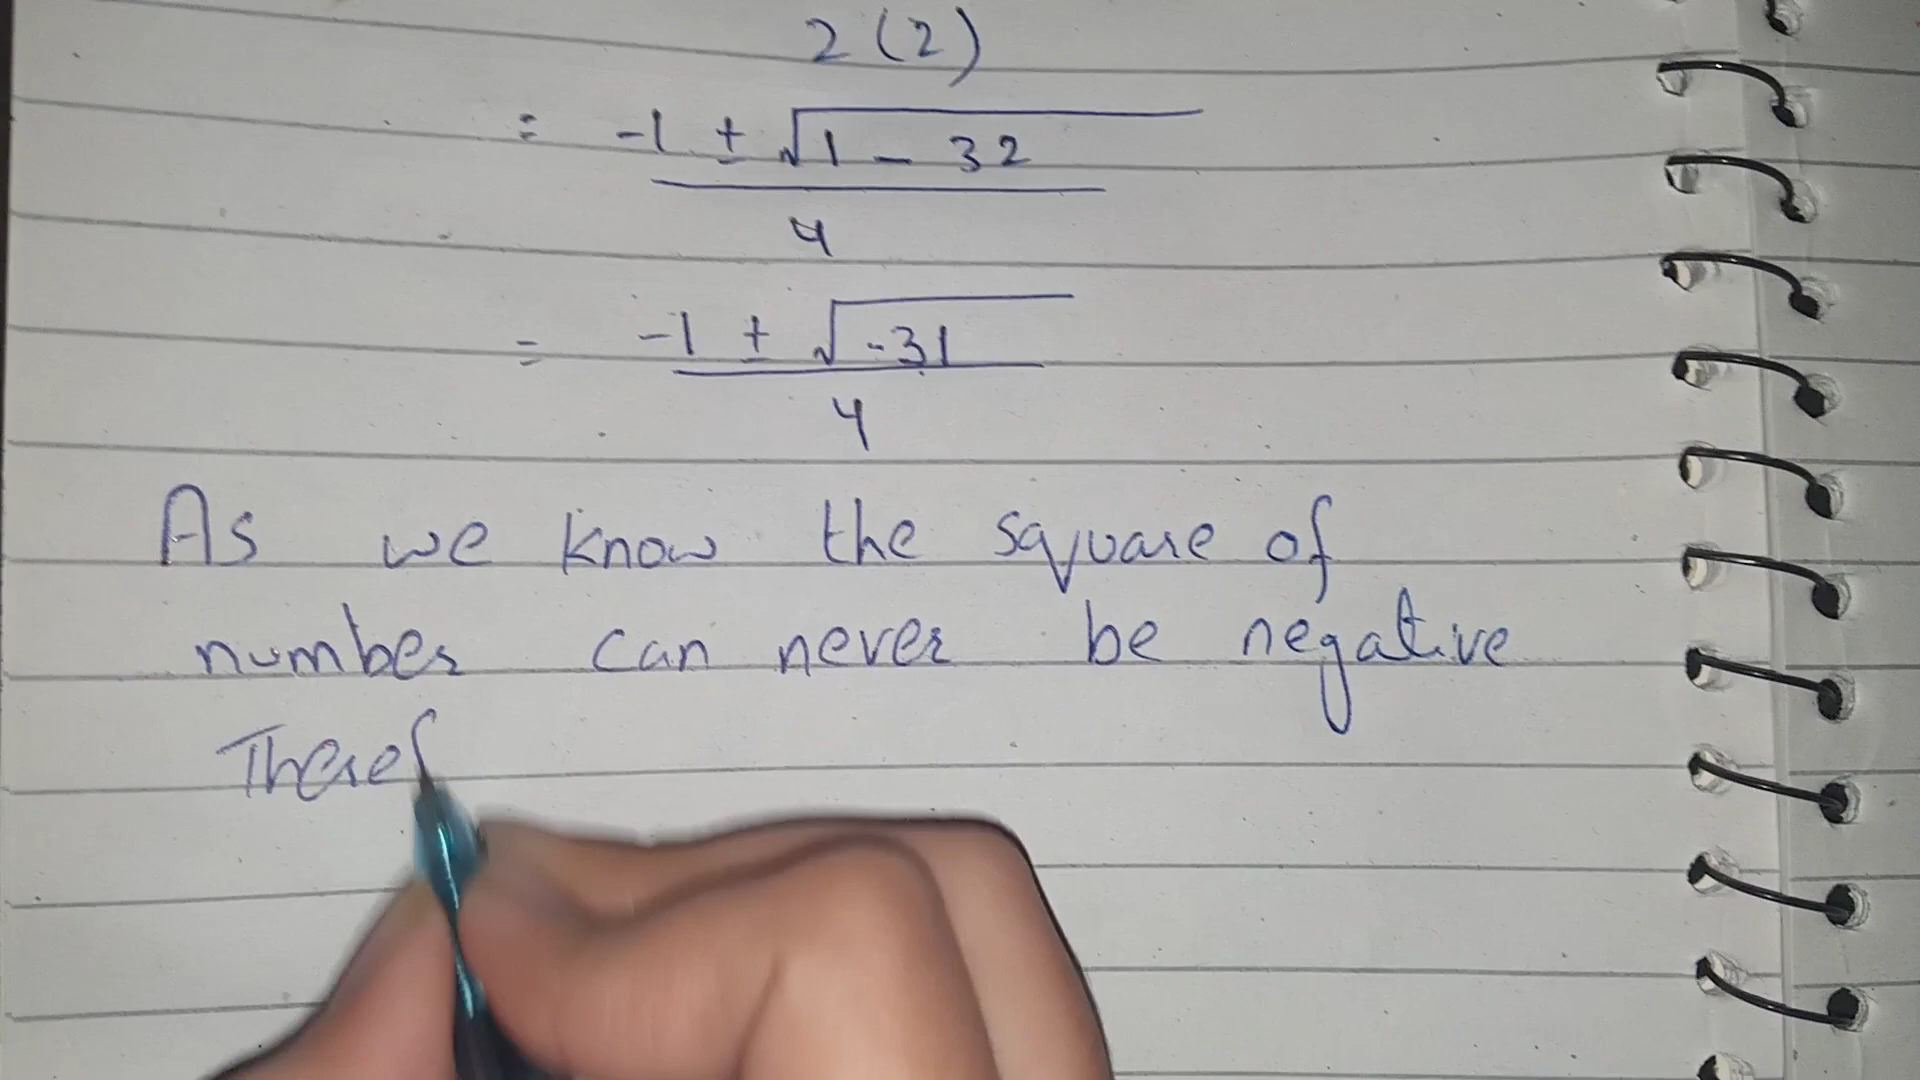 2 (2)
= -1 ± √1 - 32
4
= -1 ± √-31
4
As we know the square of
number can never be negative
Theref